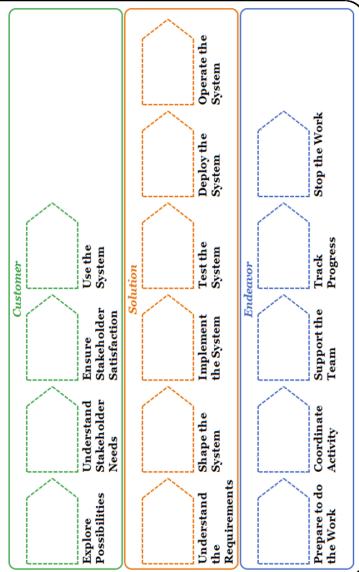 Customer
Explore
Possibilities
Understand
Stakeholder
Needs
Ensure
Stakeholder
Satisfaction
Use the
System
Solution
Understand
the
Requirements
Shape the
System
Implement
the System
Test the
System
Deploy the
System
Operate the
System
Endeavor
Prepare to do
the Work
Coordinate
Activity
Support the
Team
Track
Progress
Stop the Work